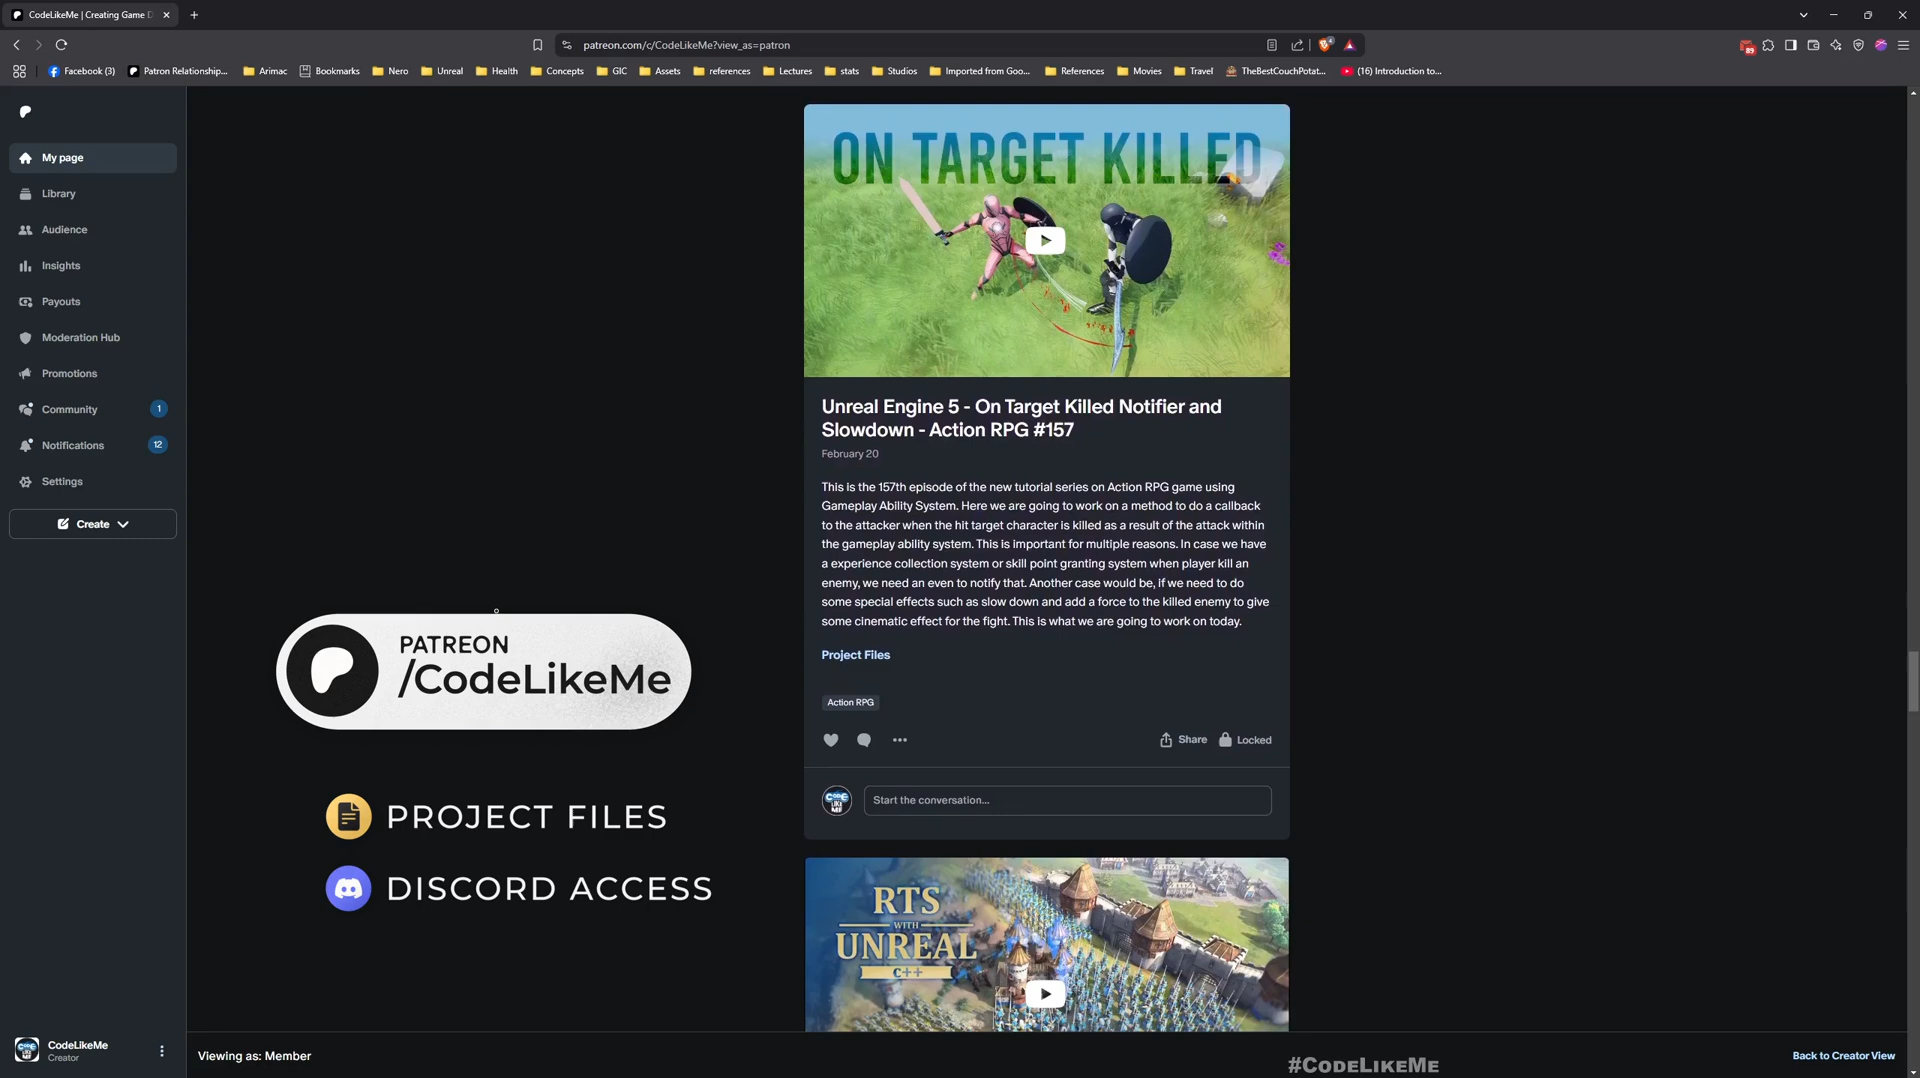 CodeLikeMe | Creating Game D
patreon.com/c/CodeLikeMe?view_as=patron
4
89
Facebook (3)
Patron Relationship...
Arimac
Bookmarks
Nero
Unreal
Health
Concepts
GIC
Assets
references
Lectures
stats
Studios
Imported from Goo...
References
Movies
Travel
TheBestCouchPotat...
(16) Introduction to...
My page
Library
Audience
Insights
Payouts
Moderation Hub
Promotions
Community
1
Notifications
12
Settings
Create
ON TARGET KILLED
Unreal Engine 5 - On Target Killed Notifier and
Slowdown - Action RPG #157
February 20
This is the 157th episode of the new tutorial series on Action RPG game using
Gameplay Ability System. Here we are going to work on a method to do a callback
to the attacker when the hit target character is killed as a result of the attack within
the gameplay ability system. This is important for multiple reasons. In case we have
a experience collection system or skill point granting system when player kill an
enemy, we need an even to notify that. Another case would be, if we need to do
some special effects such as slow down and add a force to the killed enemy to give
some cinematic effect for the fight. This is what we are going to work on today.
Project Files
Action RPG
Share
Locked
CODE LIKE ME
Start the conversation...
PATREON
/CodeLikeMe
PROJECT FILES
DISCORD ACCESS
RTS
WITH
UNREAL
C++
CodeLikeMe
Creator
Viewing as: Member
#CODELIKEME
Back to Creator View